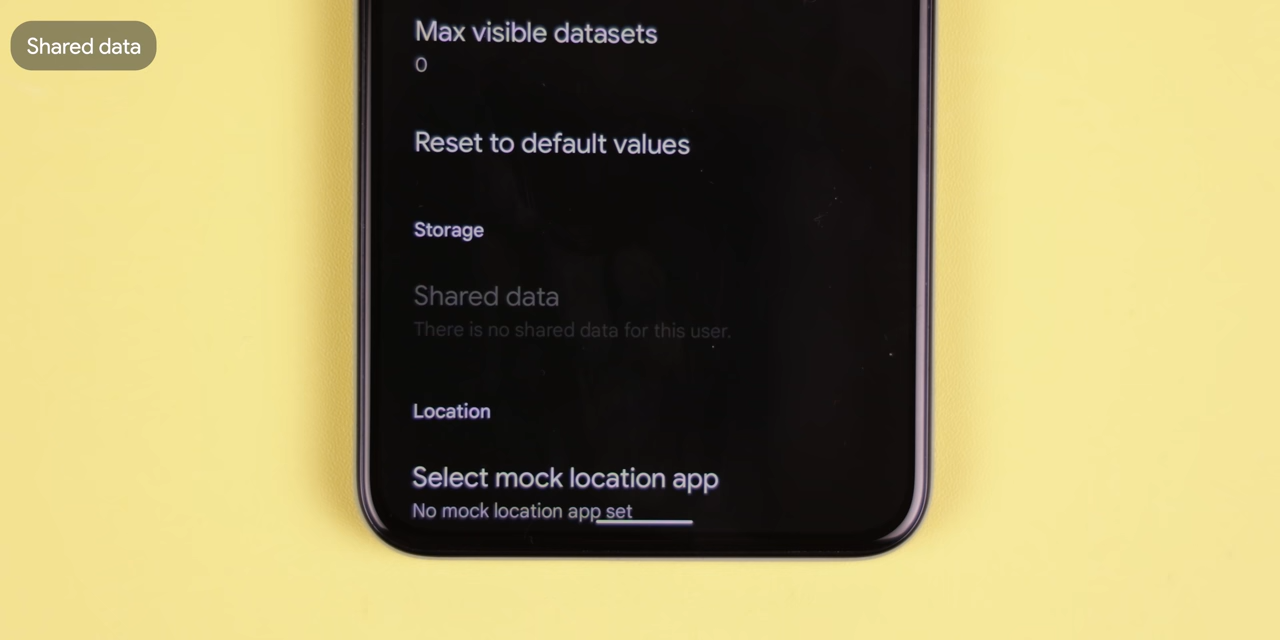 Shared data
Max visible datasets
0
Reset to default values
Storage
Shared data
There is no shared data for this user.
Location
Select mock location app
No mock location app set